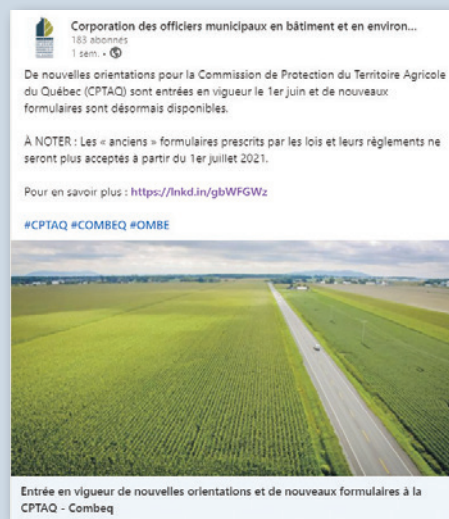 Corporation des officiers municipaux en bâtiment et en environ...
183 abonnés
1 sem. •
De nouvelles orientations pour la Commission de Protection du Territoire Agricole
du Québec (CPTAQ) sont entrées en vigueur le 1er juin et de nouveaux
formulaires sont désormais disponibles.
À NOTER : Les « anciens » formulaires prescrits par les lois et leurs règlements ne
seront plus acceptés à partir du 1er juillet 2021.
Pour en savoir plus : https://lnkd.in/gbWFGWz
#CPTAQ #COMBEQ #OMBE
Entrée en vigueur de nouvelles orientations et de nouveaux formulaires à la
CPTAQ - Combeq